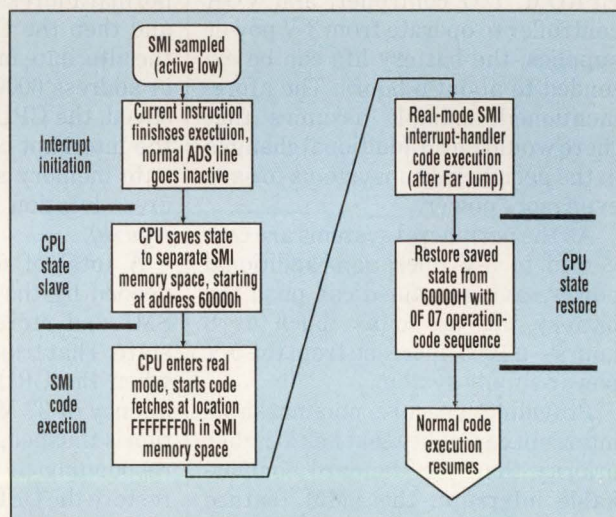 SMI sampled
(active low)
Current instruction
finishses exectuion,
normal ADS line
goes inactive
Interrupt
initiation
CPU saves state
to separate SMI
memory space, starting
at address 60000h
CPU
state
slave
SMI
code
exection
CPU enters real
mode, starts code
fetches at location
FFFFFFF0h in SMI
memory space
Real-mode SMI
interrupt-handler
code execution
(after Far Jump)
Restore saved
state from
60000H with
0F 07 operation-
code sequence
CPU
state
restore
Normal code
execution
resumes